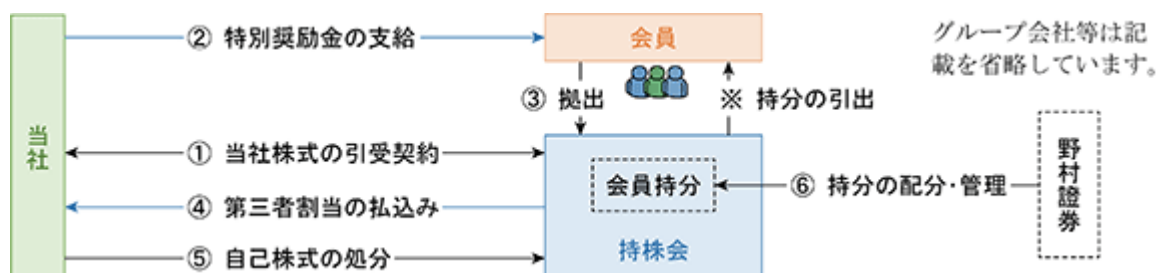 ② 特別奨励金の支給
会員
グループ会社等は記
載を省略しています。
③ 拠出
※ 持分の引出
当社
① 当社株式の引受契約
会員持分
⑥ 持分の配分・管理
野村證券
④ 第三者割当の払込み
持株会
⑤ 自己株式の処分